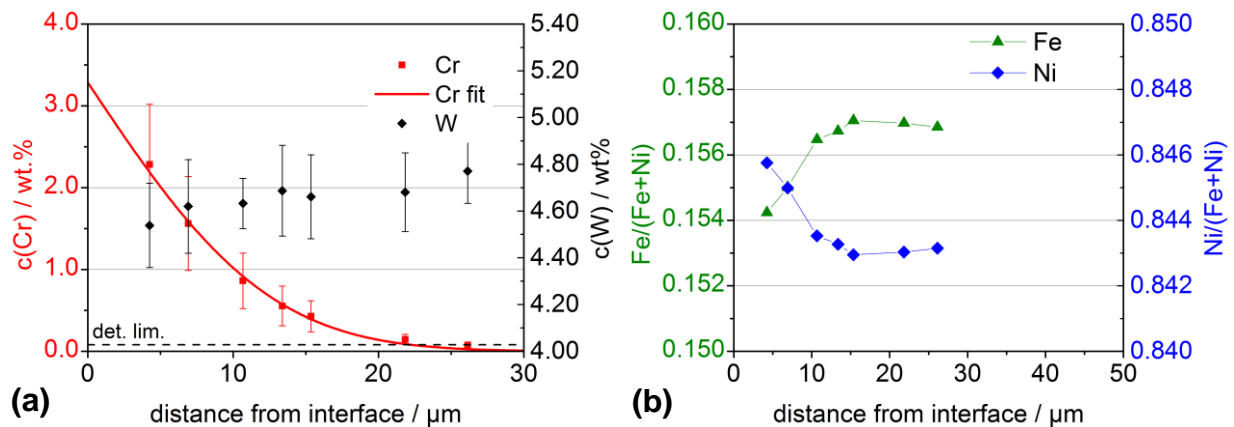 4.0
3.0
2.0
1.0
0.0
c(Cr) / wt.%
0 10 20 30
distance from interface / µm
5.40
5.20
5.00
4.80
4.60
4.40
4.20
4.00
c(W) / wt%
Cr
Cr fit
W
det. lim.
(a)
0.160
0.158
0.156
0.154
0.152
0.150
Fe/(Fe+Ni)
0 10 20 30 40 50
distance from interface / µm
0.850
0.848
0.846
0.844
0.842
0.840
Ni/(Fe+Ni)
Fe
Ni
(b)